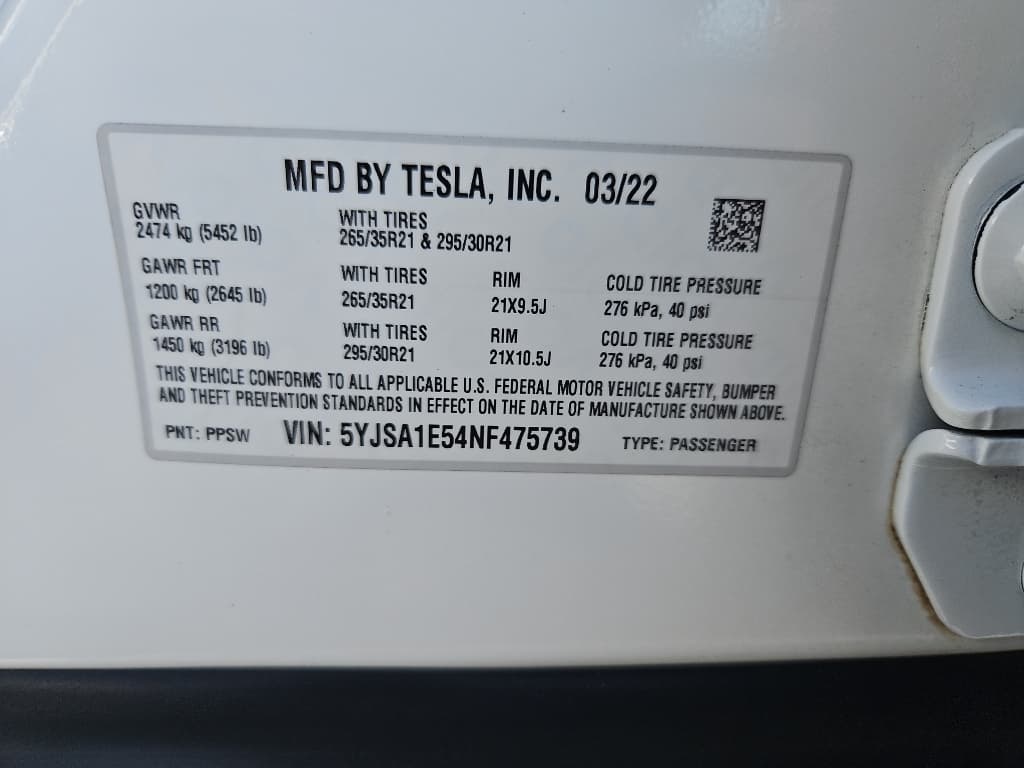 MFD BY TESLA, INC. 03/22
GVWR
2474 kg (5452 lb)
WITH TIRES
265/35R21 & 295/30R21
GAWR FRT
1200 kg (2645 lb)
WITH TIRES
265/35R21
RIM
21X9.5J
COLD TIRE PRESSURE
276 kPa, 40 psi
GAWR RR
1450 kg (3196 lb)
WITH TIRES
295/30R21
RIM
21X10.5J
COLD TIRE PRESSURE
276 kPa, 40 psi
THIS VEHICLE CONFORMS TO ALL APPLICABLE U.S. FEDERAL MOTOR VEHICLE SAFETY, BUMPER
AND THEFT PREVENTION STANDARDS IN EFFECT ON THE DATE OF MANUFACTURE SHOWN ABOVE.
PNT: PPSW VIN: 5YJSA1E54NF475739 TYPE: PASSENGER